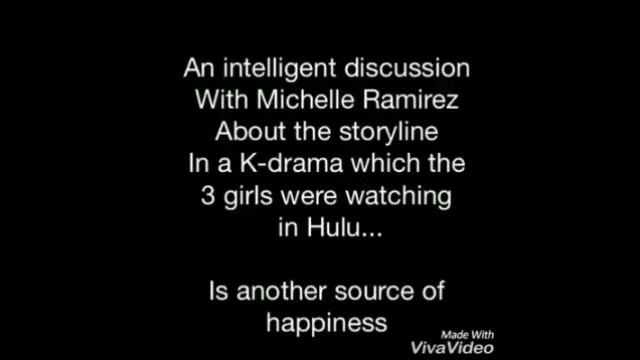 An intelligent discussion
With Michelle Ramirez
About the storyline
In a K-drama which the
3 girls were watching
in Hulu...
Is another source of
happiness
Made With
VivaVideo